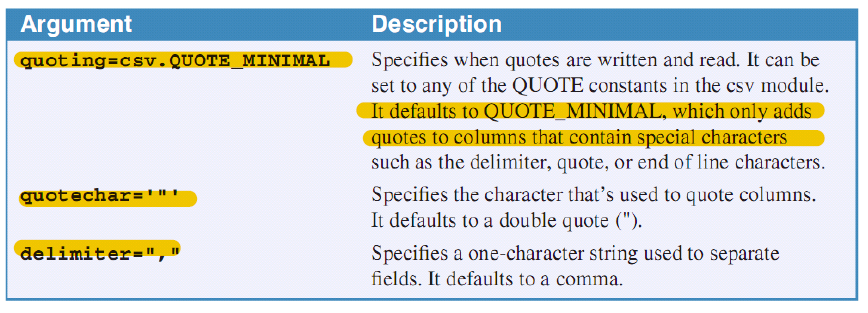 Argument Description
quoting=csv.QUOTE_MINIMAL Specifies when quotes are written and read. It can be
set to any of the QUOTE constants in the csv module.
It defaults to QUOTE_MINIMAL, which only adds
quotes to columns that contain special characters
such as the delimiter, quote, or end of line characters.
quotechar='"' Specifies the character that's used to quote columns.
It defaults to a double quote (").
delimiter="," Specifies a one-character string used to separate
fields. It defaults to a comma.